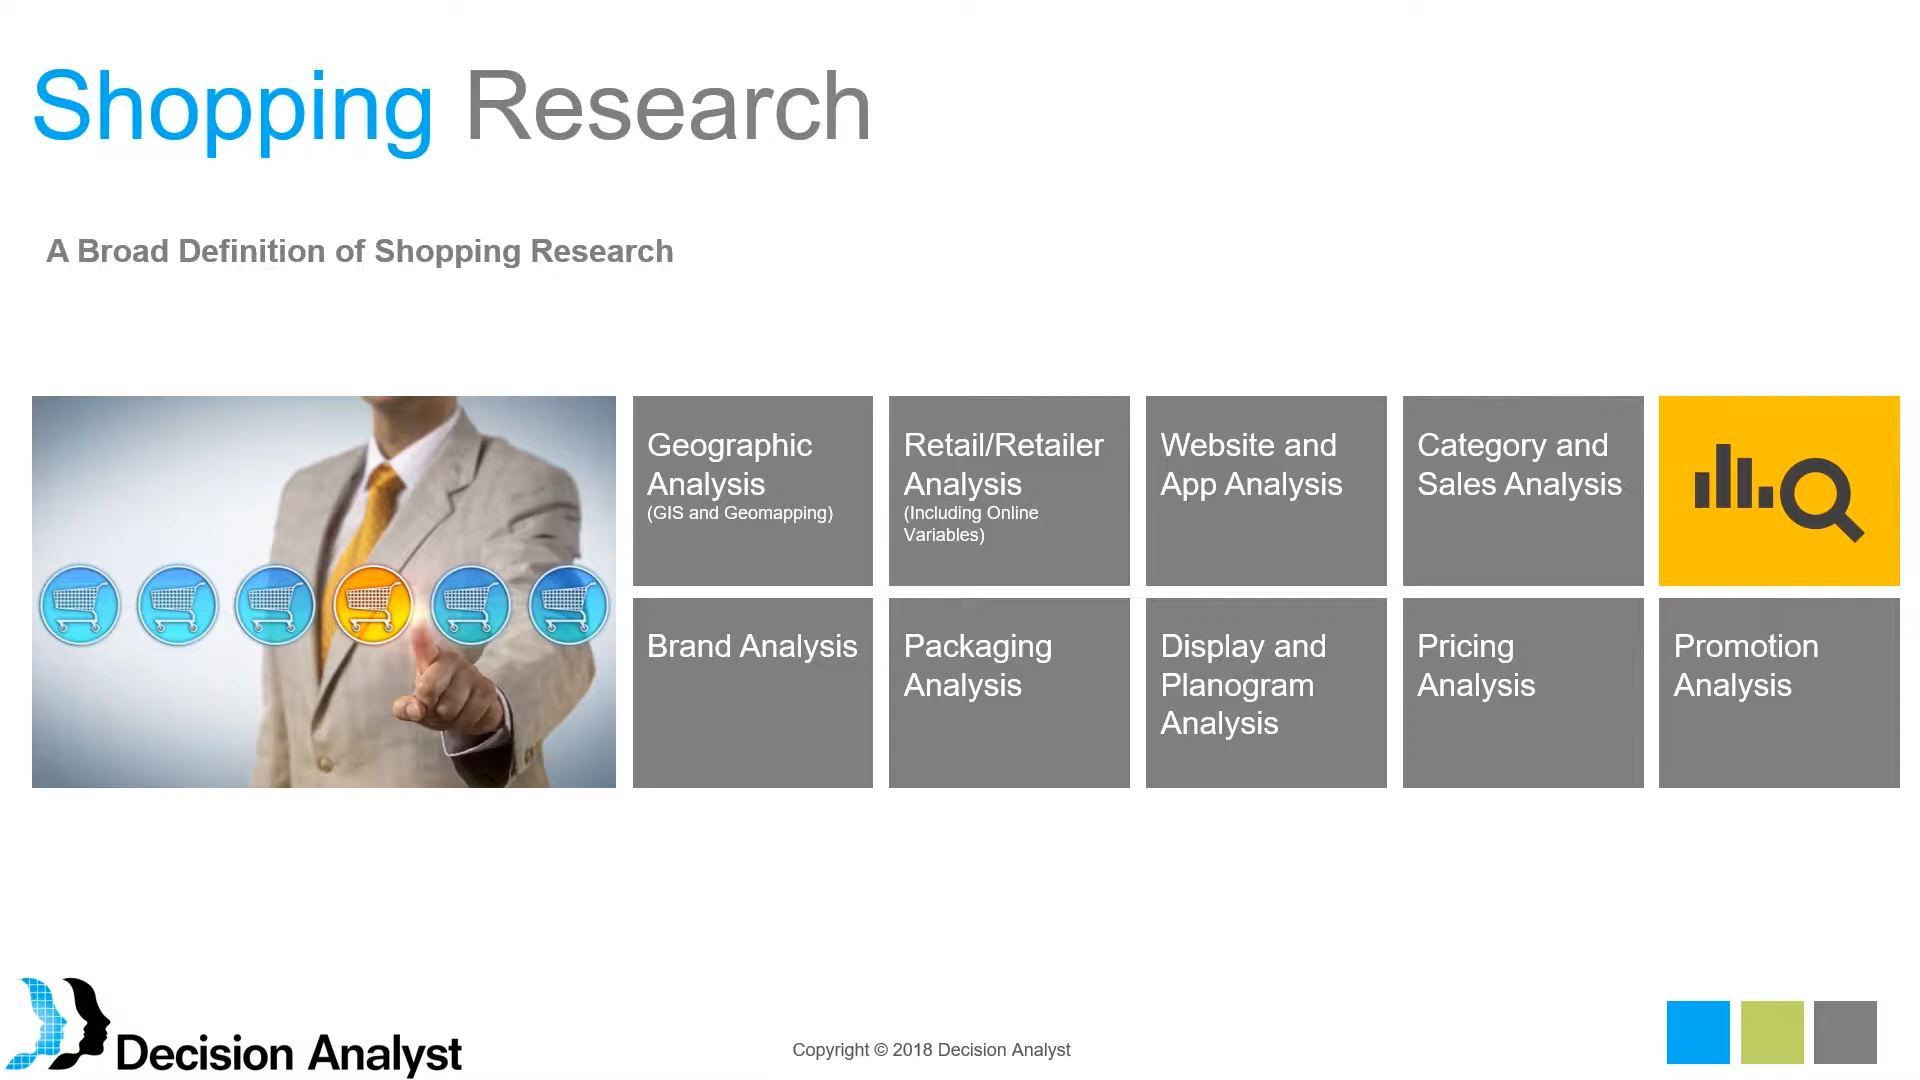 Shopping Research
A Broad Definition of Shopping Research
Geographic
Analysis
(GIS and Geomapping)
Retail/Retailer
Analysis
(Including Online
Variables)
Website and
App Analysis
Category and
Sales Analysis
Brand Analysis
Packaging
Analysis
Display and
Planogram
Analysis
Pricing
Analysis
Promotion
Analysis
Decision Analyst
Copyright © 2018 Decision Analyst